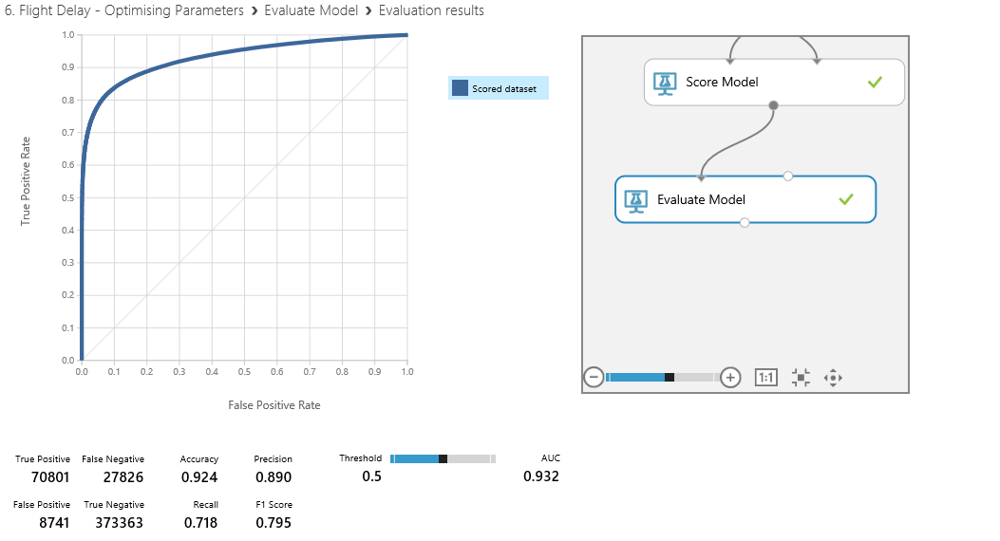 6. Flight Delay - Optimising Parameters › Evaluate Model › Evaluation results
1.0
0.9
0.8
0.7
0.6
0.5
0.4
0.3
0.2
0.1
0.0
True Positive Rate
0.0 0.1 0.2 0.3 0.4 0.5 0.6 0.7 0.8 0.9 1.0
False Positive Rate
Scored dataset
Score Model
Evaluate Model
1:1
True Positive False Negative Accuracy Precision Threshold AUC
70801 27826 0.924 0.890 0.5 0.932
False Positive True Negative Recall F1 Score
8741 373363 0.718 0.795